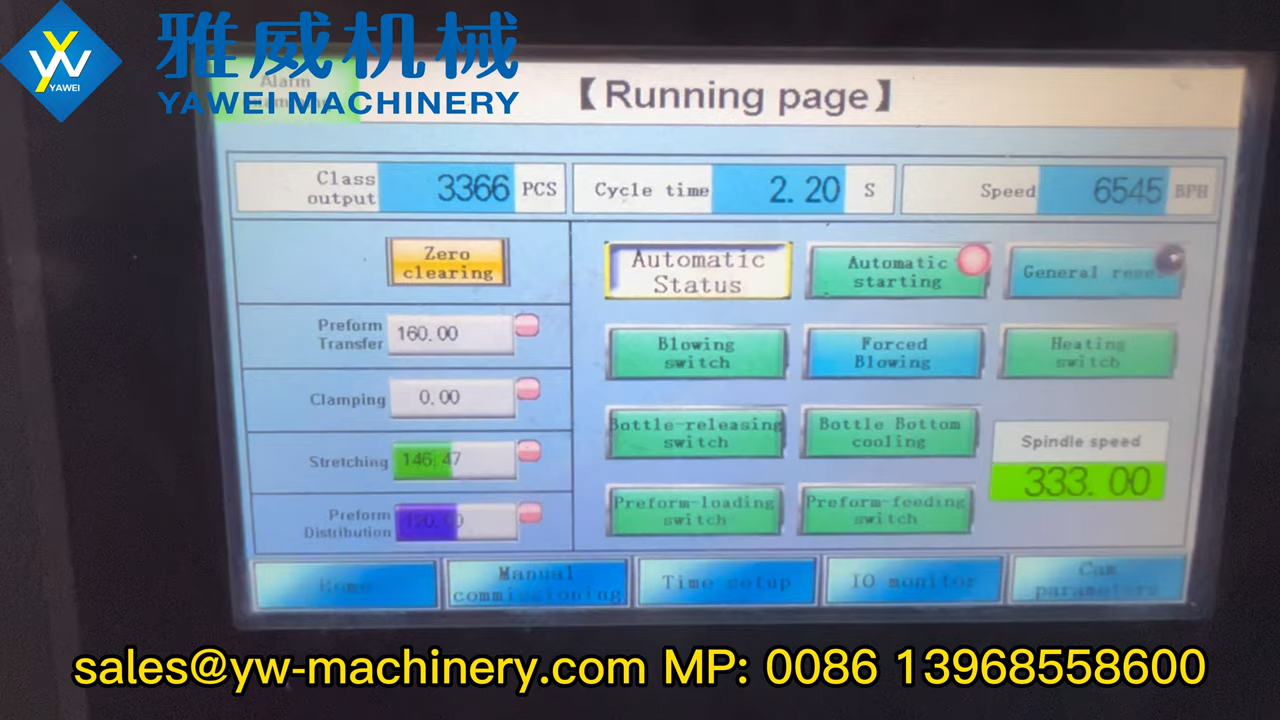 YW
YAWEI
雅威机械
YAWEI MACHINERY
Alarm
【Running page】
Class
output
3366
PCS
Cycle time
2.20
S
Speed
6545
BPH
Zero
clearing
Automatic
Status
Automatic
starting
General reset
Preform
Transfer
160.00
Blowing
switch
Forced
Blowing
Heating
switch
Clamping
0.00
Bottle-releasing
switch
Bottle Bottom
cooling
Spindle speed
333.00
Stretching
146.47
Preform
Distribution
Preform-loading
switch
Preform-feeding
switch
Home
Manual
commissioning
Time setup
IO monitor
Cam
parameters
sales@yw-machinery.com MP: 0086 13968558600